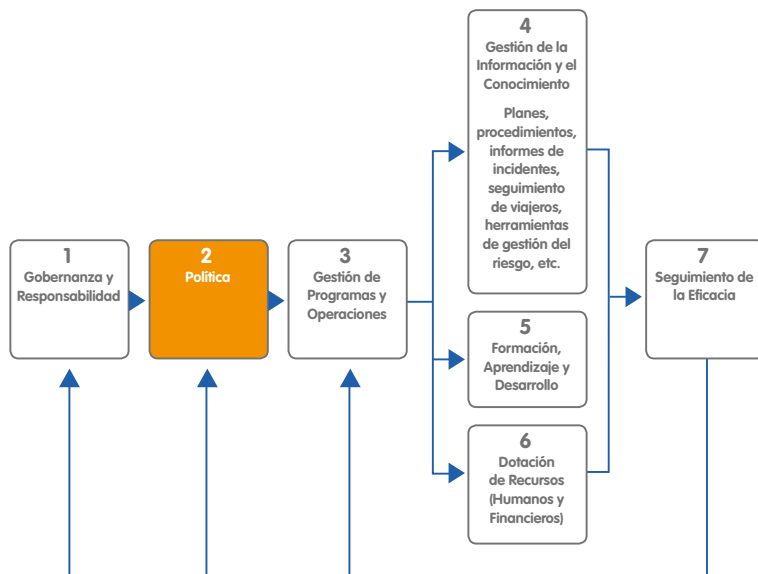 1
Gobernanza y
Responsabilidad
2
Política
3
Gestión de
Programas y
Operaciones
4
Gestión de la
Información y el
Conocimiento
Planes,
procedimientos,
informes de
incidentes,
seguimiento
de viajeros,
herramientas
de gestión del
riesgo, etc.
5
Formación,
Aprendizaje y
Desarrollo
6
Dotación
de Recursos
(Humanos y
Financieros)
7
Seguimiento de
la Eficacia